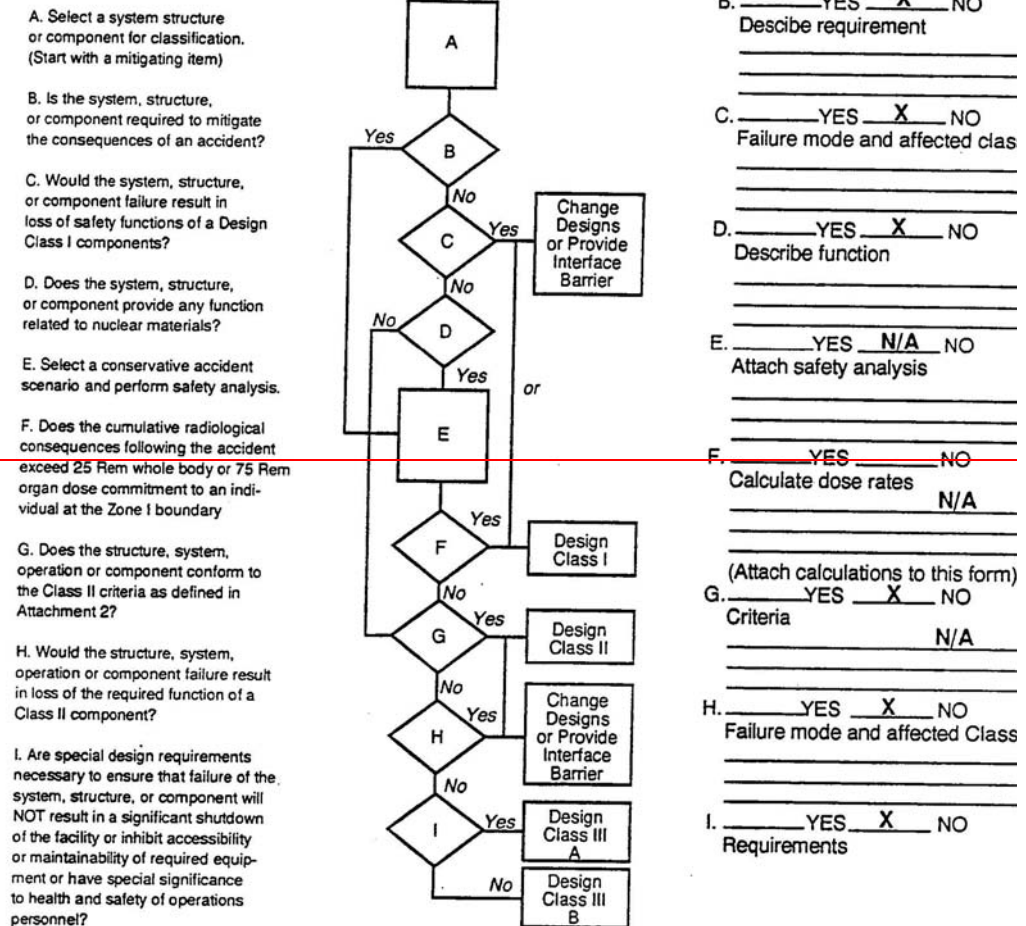 A. Select a system structure
or component for classification.
(Start with a mitigating item)
B. Is the system, structure,
or component required to mitigate
the consequences of an accident?
C. Would the system, structure,
or component failure result in
loss of safety functions of a Design
Class I components?
D. Does the system, structure,
or component provide any function
related to nuclear materials?
E. Select a conservative accident
scenario and perform safety analysis.
F. Does the cumulative radiological
consequences following the accident
exceed 25 Rem whole body or 75 Rem
organ dose commitment to an indi-
vidual at the Zone I boundary
G. Does the structure, system,
operation or component conform to
the Class II criteria as defined in
Attachment 2?
H. Would the structure, system,
operation or component failure result
in loss of the required function of a
Class II component?
I. Are special design requirements
necessary to ensure that failure of the
system, structure, or component will
NOT result in a significant shutdown
of the facility or inhibit accessibility
or maintainability of required equip-
ment or have special significance
to health and safety of operations
personnel?
A
Yes
B
No
C
Yes
Change
Designs
or Provide
Interface
Barrier
No
No
D
Yes
or
E
Yes
F
Design
Class I
No
Yes
G
Design
Class II
No
Yes
H
Change
Designs
or Provide
Interface
Barrier
No
I
Yes
Design
Class III
A
No
Design
Class III
B
B. YES X NO
Descibe requirement
C. YES X NO
Failure mode and affected clas
D. YES X NO
Describe function
E. YES N/A NO
Attach safety analysis
F. YES NO
Calculate dose rates
N/A
(Attach calculations to this form)
G. YES X NO
Criteria
N/A
H. YES X NO
Failure mode and affected Class
I. YES X NO
Requirements